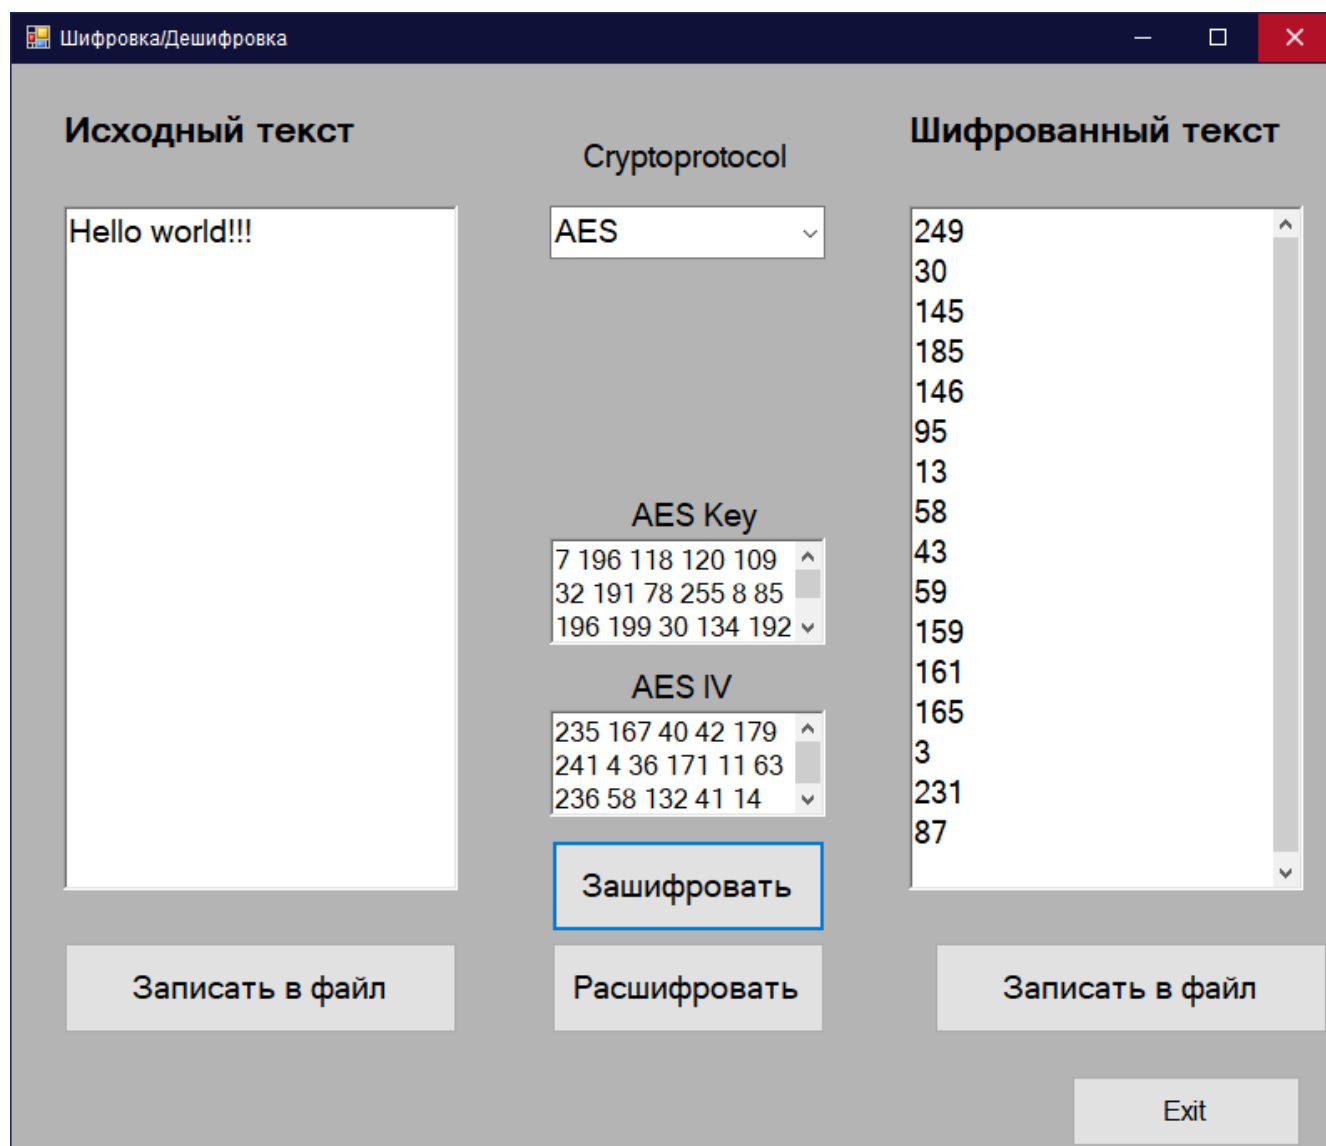 Шифровка/Дешифровка
Исходный текст
Cryptoprotocol
Шифрованный текст
Hello world!!!
AES
249
30
145
185
146
95
13
58
43
59
159
161
165
3
231
87
AES Key
7 196 118 120 109
32 191 78 255 8 85
196 199 30 134 192
AES IV
235 167 40 42 179
241 4 36 171 11 63
236 58 132 41 14
Зашифровать
Записать в файл
Расшифровать
Записать в файл
Exit